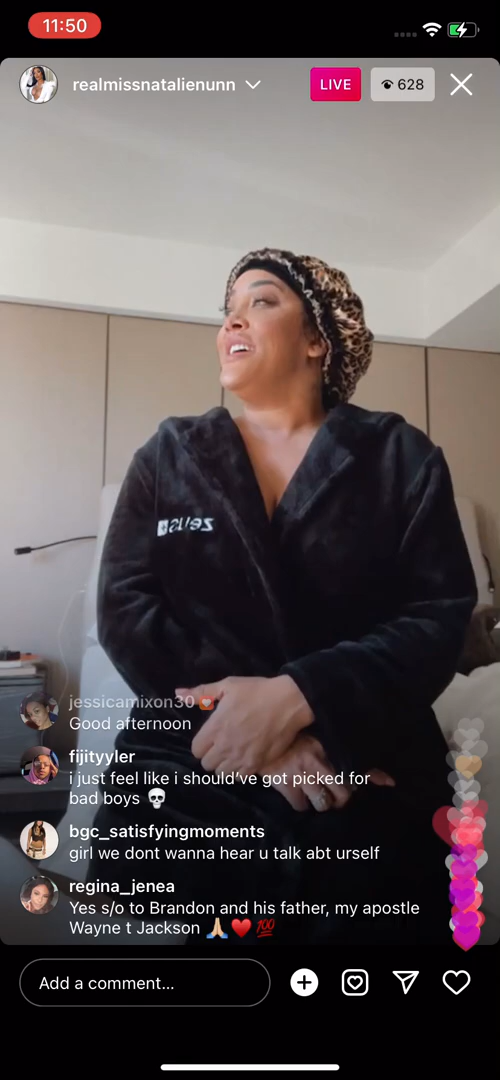 11:50
realmissnatalienunn
LIVE
628
zeus
jessicamixon30
Good afternoon
fijityyler
i just feel like i should've got picked for
bad boys 💀
bgc_satisfyingmoments
girl we dont wanna hear u talk abt urself
regina_jenea
Yes s/o to Brandon and his father, my apostle
Wayne t Jackson 🙏🏼❤️💯
Add a comment...